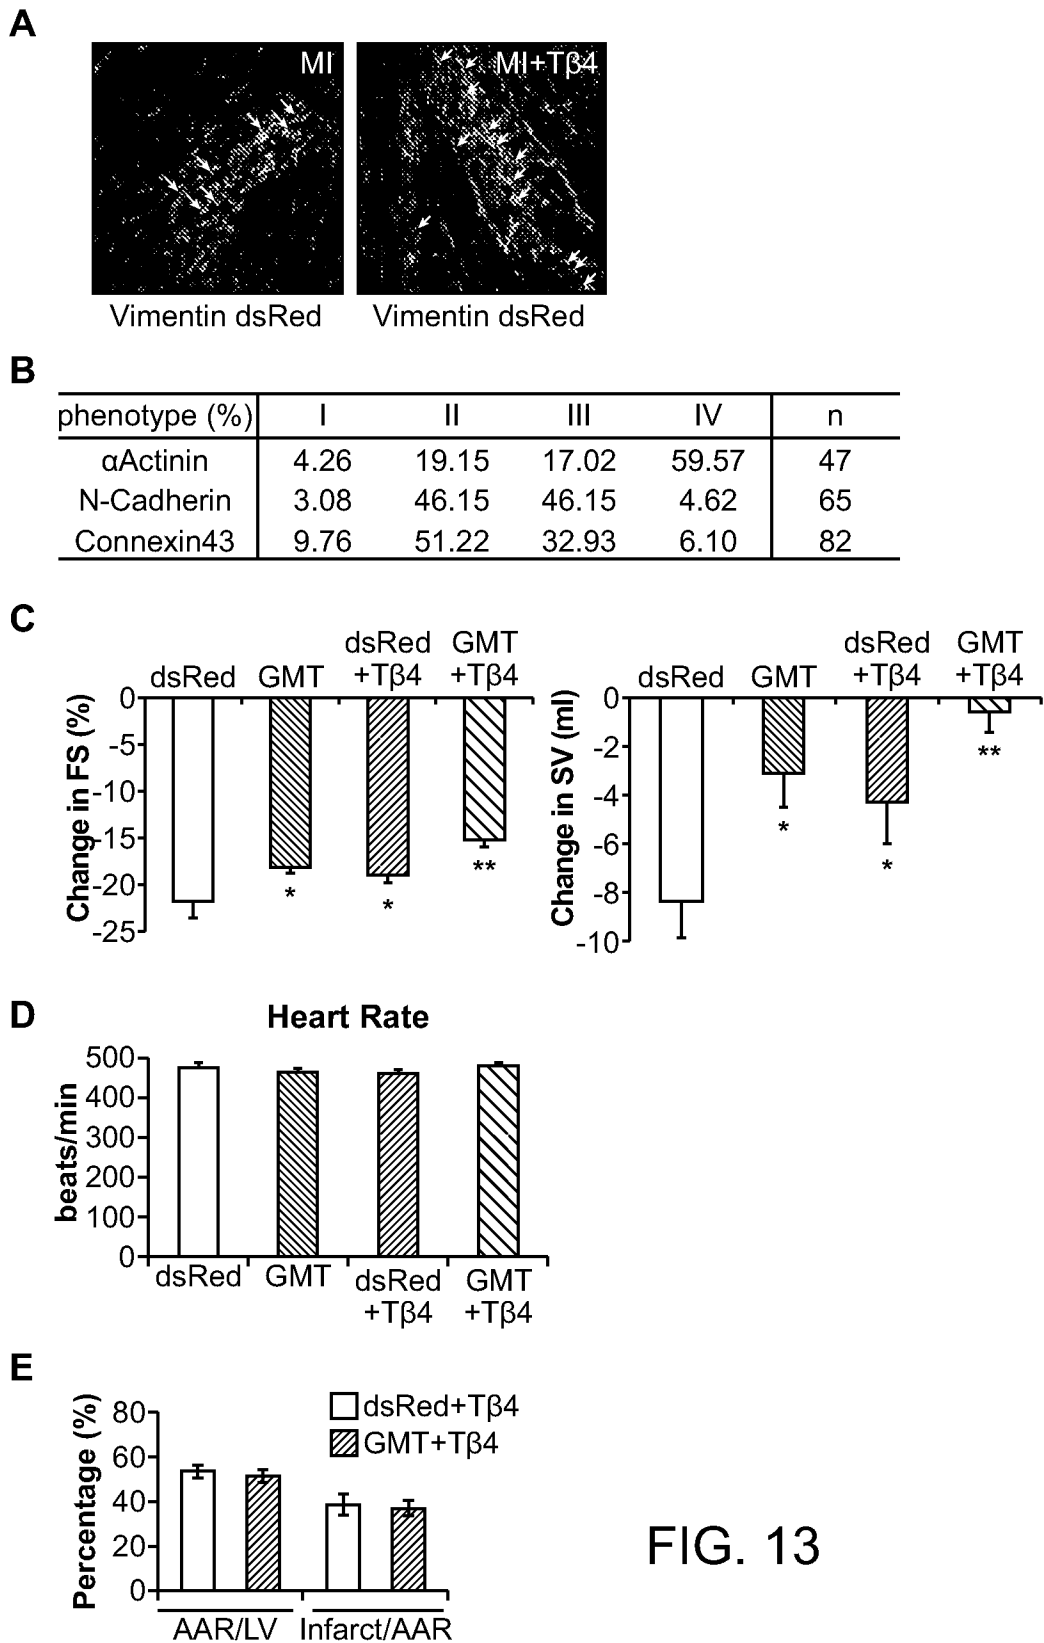 A
MI
MI+Tβ4
Vimentin dsRed
Vimentin dsRed
B
phenotype (%) I II III IV n
αActinin 4.26 19.15 17.02 59.57 47
N-Cadherin 3.08 46.15 46.15 4.62 65
Connexin43 9.76 51.22 32.93 6.10 82
C
dsRed GMT dsRed +Tβ4 GMT +Tβ4
Change in FS (%)
0
-5
-10
-15
-20
-25
* * **
dsRed GMT dsRed +Tβ4 GMT +Tβ4
Change in SV (ml)
0
-2
-4
-6
-8
-10
* * **
D
Heart Rate
beats/min
500
400
300
200
100
0
dsRed GMT dsRed +Tβ4 GMT +Tβ4
E
Percentage (%)
80
60
40
20
0
dsRed+Tβ4
GMT+Tβ4
AAR/LV Infarct/AAR
FIG. 13